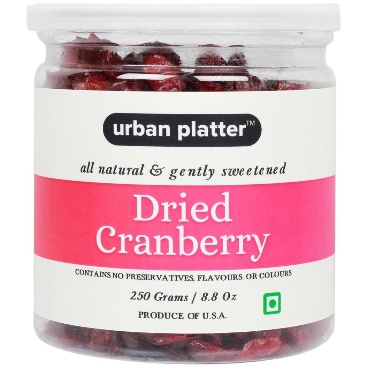 urban platter™
all natural & gently sweetened
Dried
Cranberry
CONTAINS NO PRESERVATIVES, FLAVOURS OR COLOURS
250 Grams / 8.8 Oz
PRODUCE OF U.S.A.